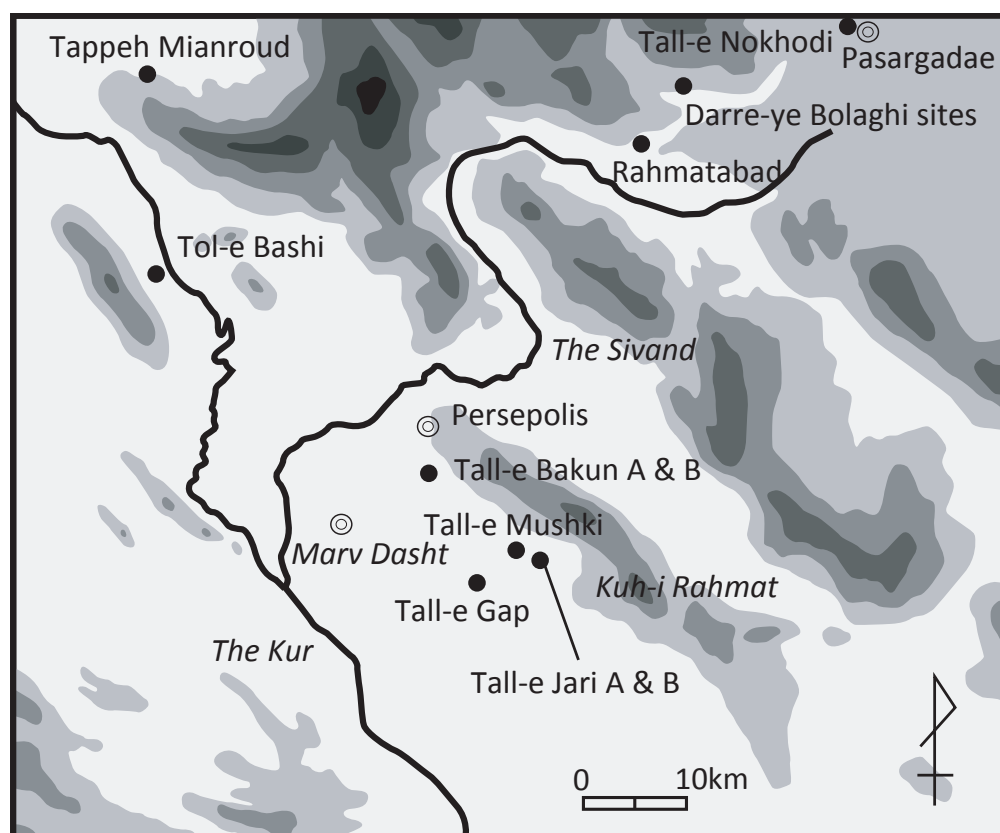 Tappeh Mianroud
Tall-e Nokhodi
Pasargadae
Darre-ye Bolaghi sites
Rahmatabad
Tol-e Bashi
The Sivand
Persepolis
Tall-e Bakun A & B
Tall-e Mushki
Marv Dasht
Kuh-i Rahmat
Tall-e Gap
The Kur
Tall-e Jari A & B
0 10km